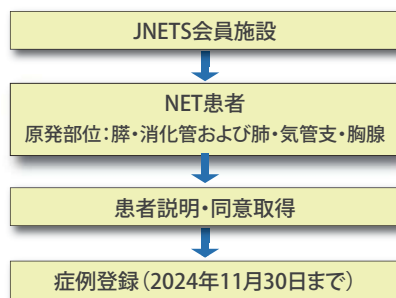 JNETS会員施設
NET患者
原発部位：膵・消化管および肺・気管支・胸腺
患者説明・同意取得
症例登録（2024年11月30日まで）